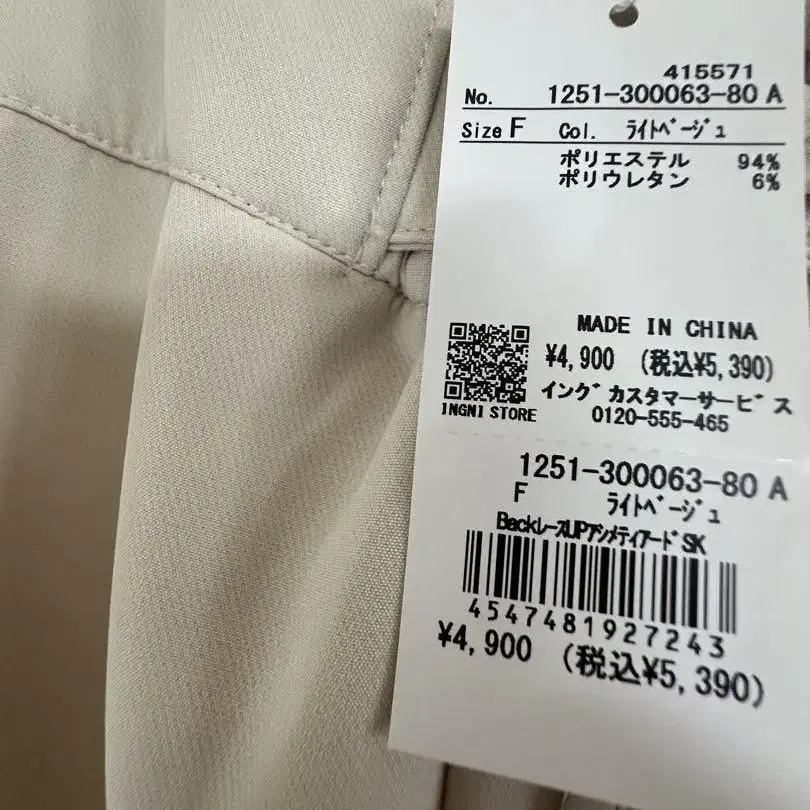 415571
No. 1251-300063-80 A
Size F Col. ﾗｲﾄﾍﾞｰｼﾞｭ
ポリエステル 94%
ポリウレタン 6%
MADE IN CHINA
¥4,900 (税込¥5,390)
イングカスタマーサービス
INGNI STORE 0120-555-465
1251-300063-80 A
F ﾗｲﾄﾍﾞｰｼﾞｭ
BackレースUPアシメティアードSK
4547481927243
¥4,900 (税込¥5,390)